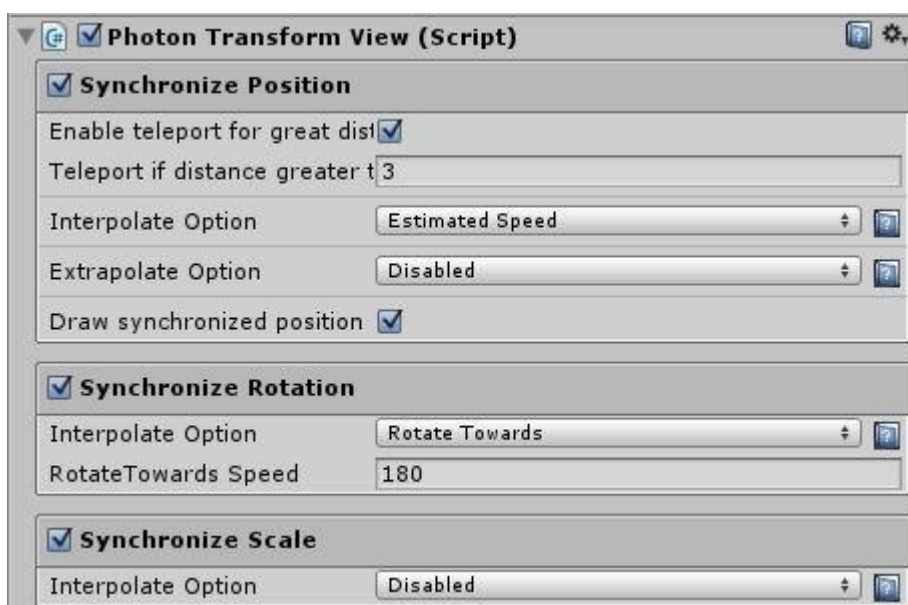 Photon Transform View (Script)
Synchronize Position
Enable teleport for great dist
Teleport if distance greater t 3
Interpolate Option Estimated Speed
Extrapolate Option Disabled
Draw synchronized position
Synchronize Rotation
Interpolate Option Rotate Towards
RotateTowards Speed 180
Synchronize Scale
Interpolate Option Disabled